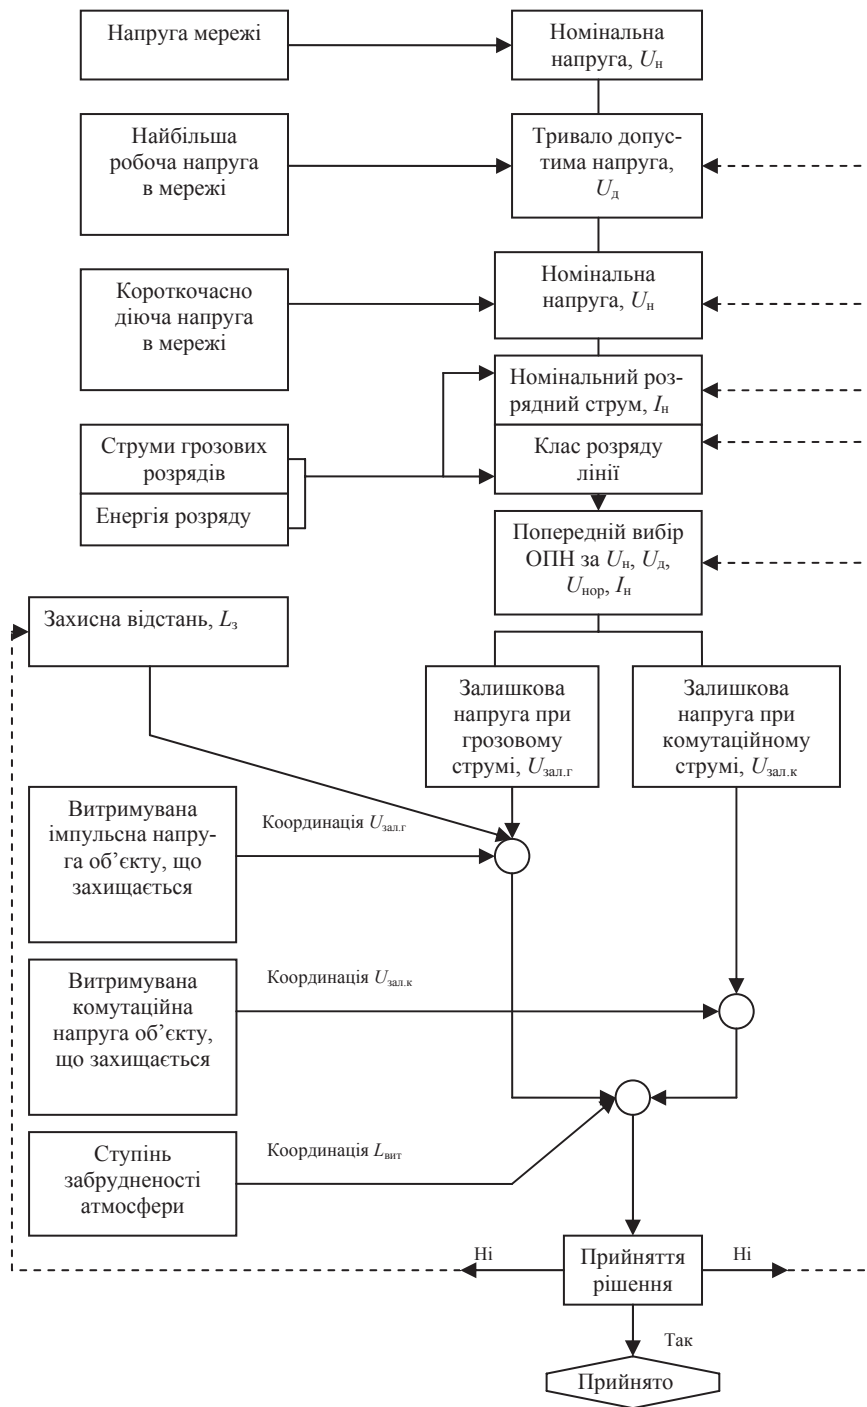 Напруга мережі
Номінальна
напруга, Uн
Найбільша
робоча напруга
в мережі
Тривало допус-
тима напруга,
Uд
Короткочасно
діюча напруга
в мережі
Номінальна
напруга, Uн
Номінальний роз-
рядний струм, Iн
Струми грозових
розрядів
Клас розряду
лінії
Енергія розряду
Попередній вибір
ОПН за Uн, Uд,
Uнор, Iн
Захисна відстань, Lз
Залишкова
напруга при
грозовому
струмі, Uзал.г
Залишкова
напруга при
комутаційному
струмі, Uзал.к
Витримувана
імпульсна напру-
га об’єкту, що
захищається
Координація Uзал.г
Витримувана
комутаційна
напруга об’єкту,
що захищається
Координація Uзал.к
Ступінь
забрудненості
атмосфери
Координація Lвит
Ні
Прийняття
рішення
Ні
Так
Прийнято